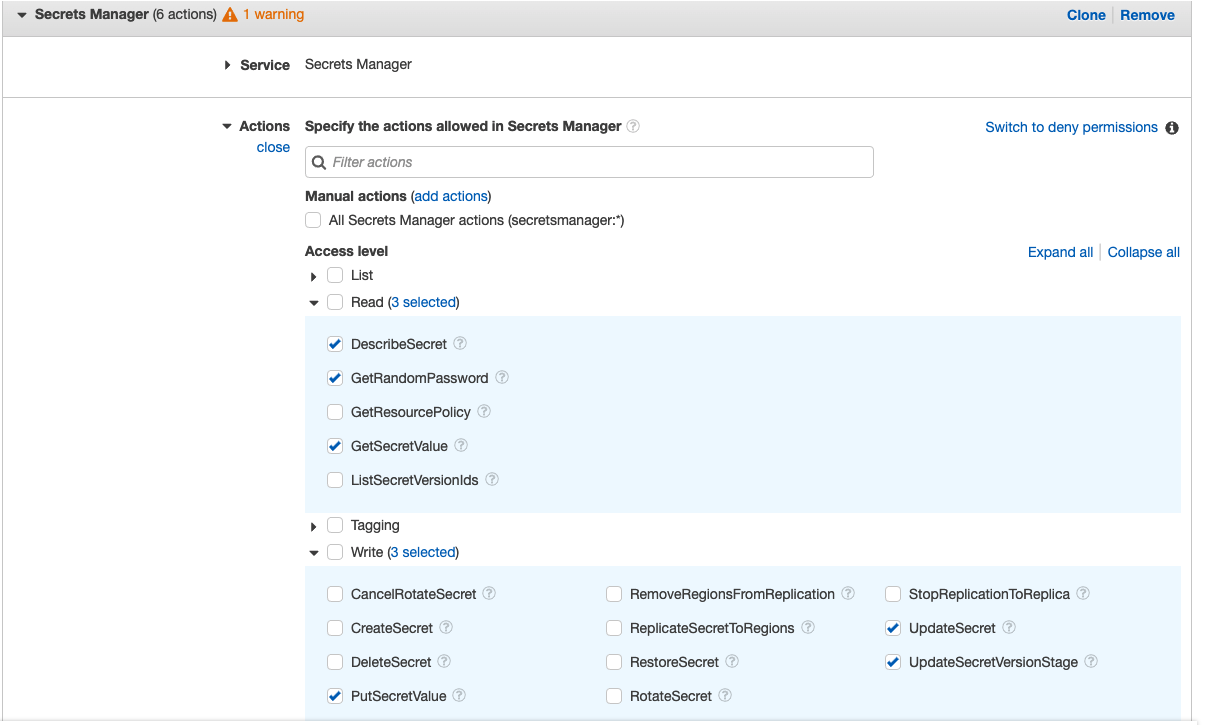 Secrets Manager (6 actions) 1 warning Clone Remove
Service Secrets Manager
Actions Specify the actions allowed in Secrets Manager ? Switch to deny permissions i
close Filter actions
Manual actions (add actions)
All Secrets Manager actions (secretsmanager:*)
Access level Expand all Collapse all
List
Read (3 selected)
DescribeSecret ?
GetRandomPassword ?
GetResourcePolicy ?
GetSecretValue ?
ListSecretVersionIds ?
Tagging
Write (3 selected)
CancelRotateSecret ? RemoveRegionsFromReplication ? StopReplicationToReplica ?
CreateSecret ? ReplicateSecretToRegions ? UpdateSecret ?
DeleteSecret ? RestoreSecret ? UpdateSecretVersionStage ?
PutSecretValue ? RotateSecret ?